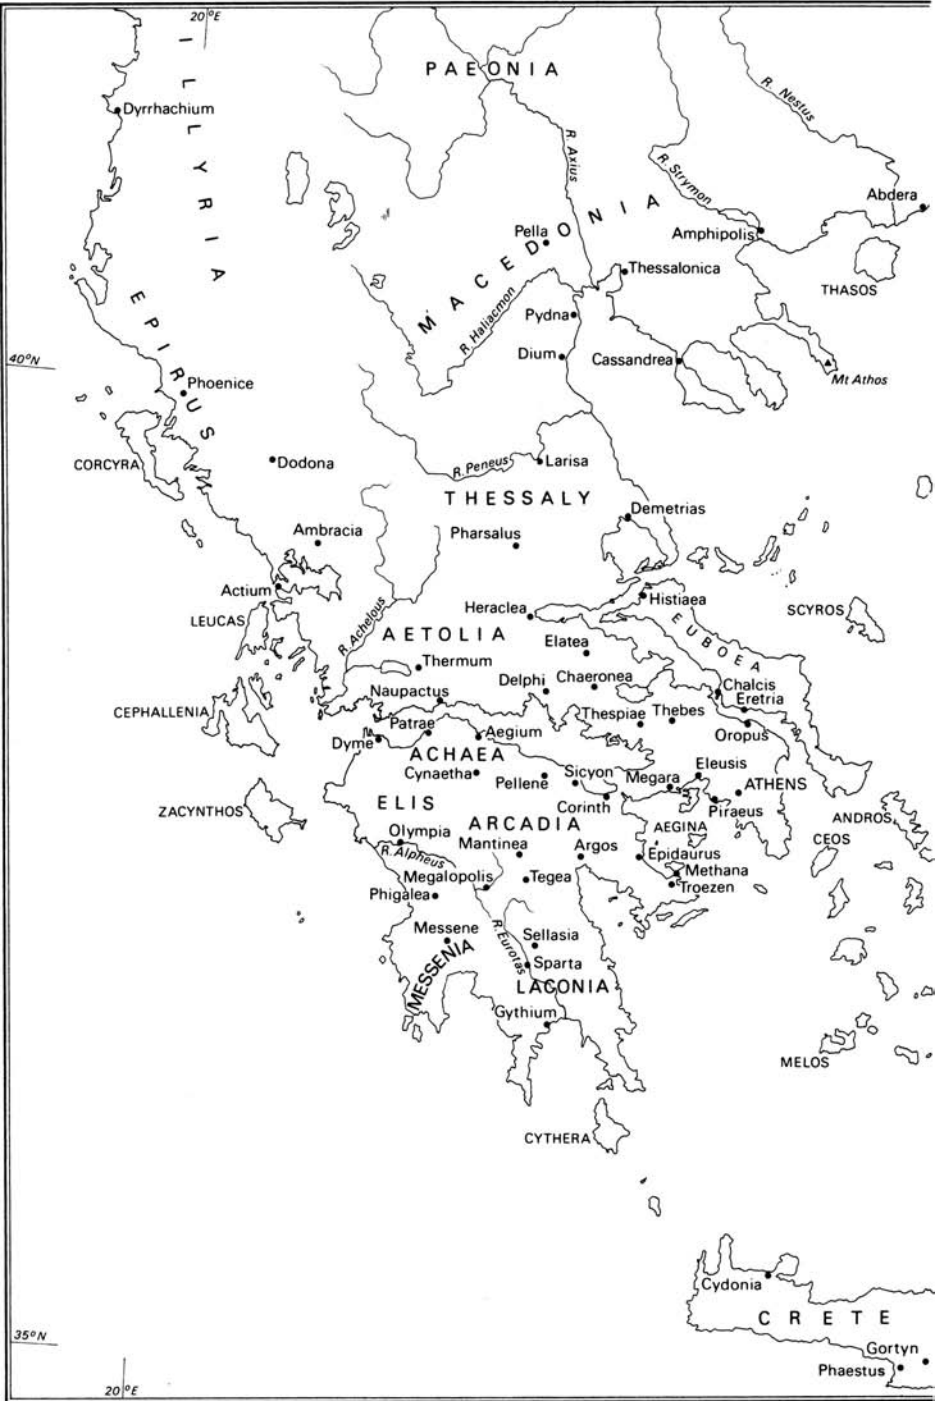 20°E
ILLYRIA
PAEONIA
Dyrrhachium
R. Nestus
R. Axius
R. Strymon
Abdera
MACEDONIA
Pella
Amphipolis
Thessalonica
THASOS
EPIRUS
R. Haliacmon
Pydna
40°N
Dium
Cassandrea
Mt Athos
Phoenice
CORCYRA
Dodona
R. Peneus
Larisa
THESSALY
Demetrias
Ambracia
Pharsalus
Actium
Histiaea
LEUCAS
Heraclea
SCYROS
R. Achelous
AETOLIA
EUBOEA
Elatea
Thermum
Delphi
Chaeronea
Chalcis
Naupactus
Eretria
CEPHALLENIA
Patrae
Thespiae
Thebes
Dyme
Aegium
Oropus
ACHAEA
Cynaetha
Pellene
Sicyon
Megara
Eleusis
ATHENS
ELIS
Corinth
Piraeus
ZACYNTHOS
ARCADIA
AEGINA
ANDROS
Olympia
R. Alpheus
Mantinea
Argos
Epidaurus
CEOS
Megalopolis
Tegea
Methana
Troezen
Phigalea
Messene
R. Eurotas
Sellasia
MESSENIA
Sparta
LACONIA
Gythium
MELOS
CYTHERA
Cydonia
CRETE
35°N
Gortyn
Phaestus
20°E